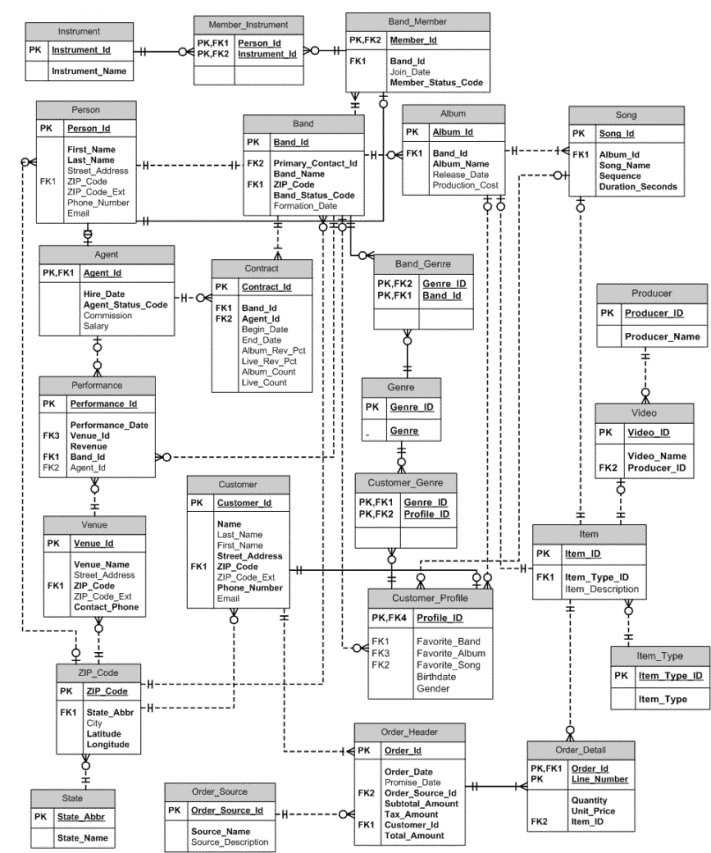 Instrument
PK Instrument_Id
Instrument_Name
Member_Instrument
PK,FK1 Person_Id
PK,FK2 Instrument_Id
Band_Member
PK,FK2 Member_Id
FK1 Band_Id
Join_Date
Member_Status_Code
Person
PK Person_Id
First_Name
Last_Name
Street_Address
FK1 ZIP_Code
ZIP_Code_Ext
Phone_Number
Email
Band
PK Band_Id
FK2 Primary_Contact_Id
Band_Name
FK1 ZIP_Code
Band_Status_Code
Formation_Date
Album
PK Album_Id
FK1 Band_Id
Album_Name
Release_Date
Production_Cost
Song
PK Song_Id
FK1 Album_Id
Song_Name
Sequence
Duration_Seconds
Agent
PK,FK1 Agent_Id
Hire_Date
Agent_Status_Code
Commission
Salary
Contract
PK Contract_Id
FK1 Band_Id
FK2 Agent_Id
Begin_Date
End_Date
Album_Rev_Pct
Live_Rev_Pct
Album_Count
Live_Count
Band_Genre
PK,FK2 Genre_ID
PK,FK1 Band_Id
Producer
PK Producer_ID
Producer_Name
Performance
PK Performance_Id
Performance_Date
FK3 Venue_Id
Revenue
FK1 Band_Id
FK2 Agent_Id
Genre
PK Genre_ID
_ Genre
Video
PK Video_ID
Video_Name
FK2 Producer_ID
Customer
PK Customer_Id
Name
Last_Name
First_Name
Street_Address
FK1 ZIP_Code
ZIP_Code_Ext
Phone_Number
Email
Customer_Genre
PK,FK1 Genre_ID
PK,FK2 Profile_ID
Venue
PK Venue_Id
Venue_Name
Street_Address
FK1 ZIP_Code
ZIP_Code_Ext
Contact_Phone
Item
PK Item_ID
FK1 Item_Type_ID
Item_Description
Customer_Profile
PK,FK4 Profile_ID
FK1 Favorite_Band
FK3 Favorite_Album
FK2 Favorite_Song
Birthdate
Gender
Item_Type
PK Item_Type_ID
Item_Type
ZIP_Code
PK ZIP_Code
FK1 State_Abbr
City
Latitude
Longitude
Order_Header
PK Order_Id
Order_Date
Promise_Date
FK2 Order_Source_Id
Subtotal_Amount
Tax_Amount
FK1 Customer_Id
Total_Amount
Order_Detail
PK,FK1 Order_Id
PK Line_Number
Quantity
Unit_Price
FK2 Item_ID
State
PK State_Abbr
State_Name
Order_Source
PK Order_Source_Id
Source_Name
Source_Description